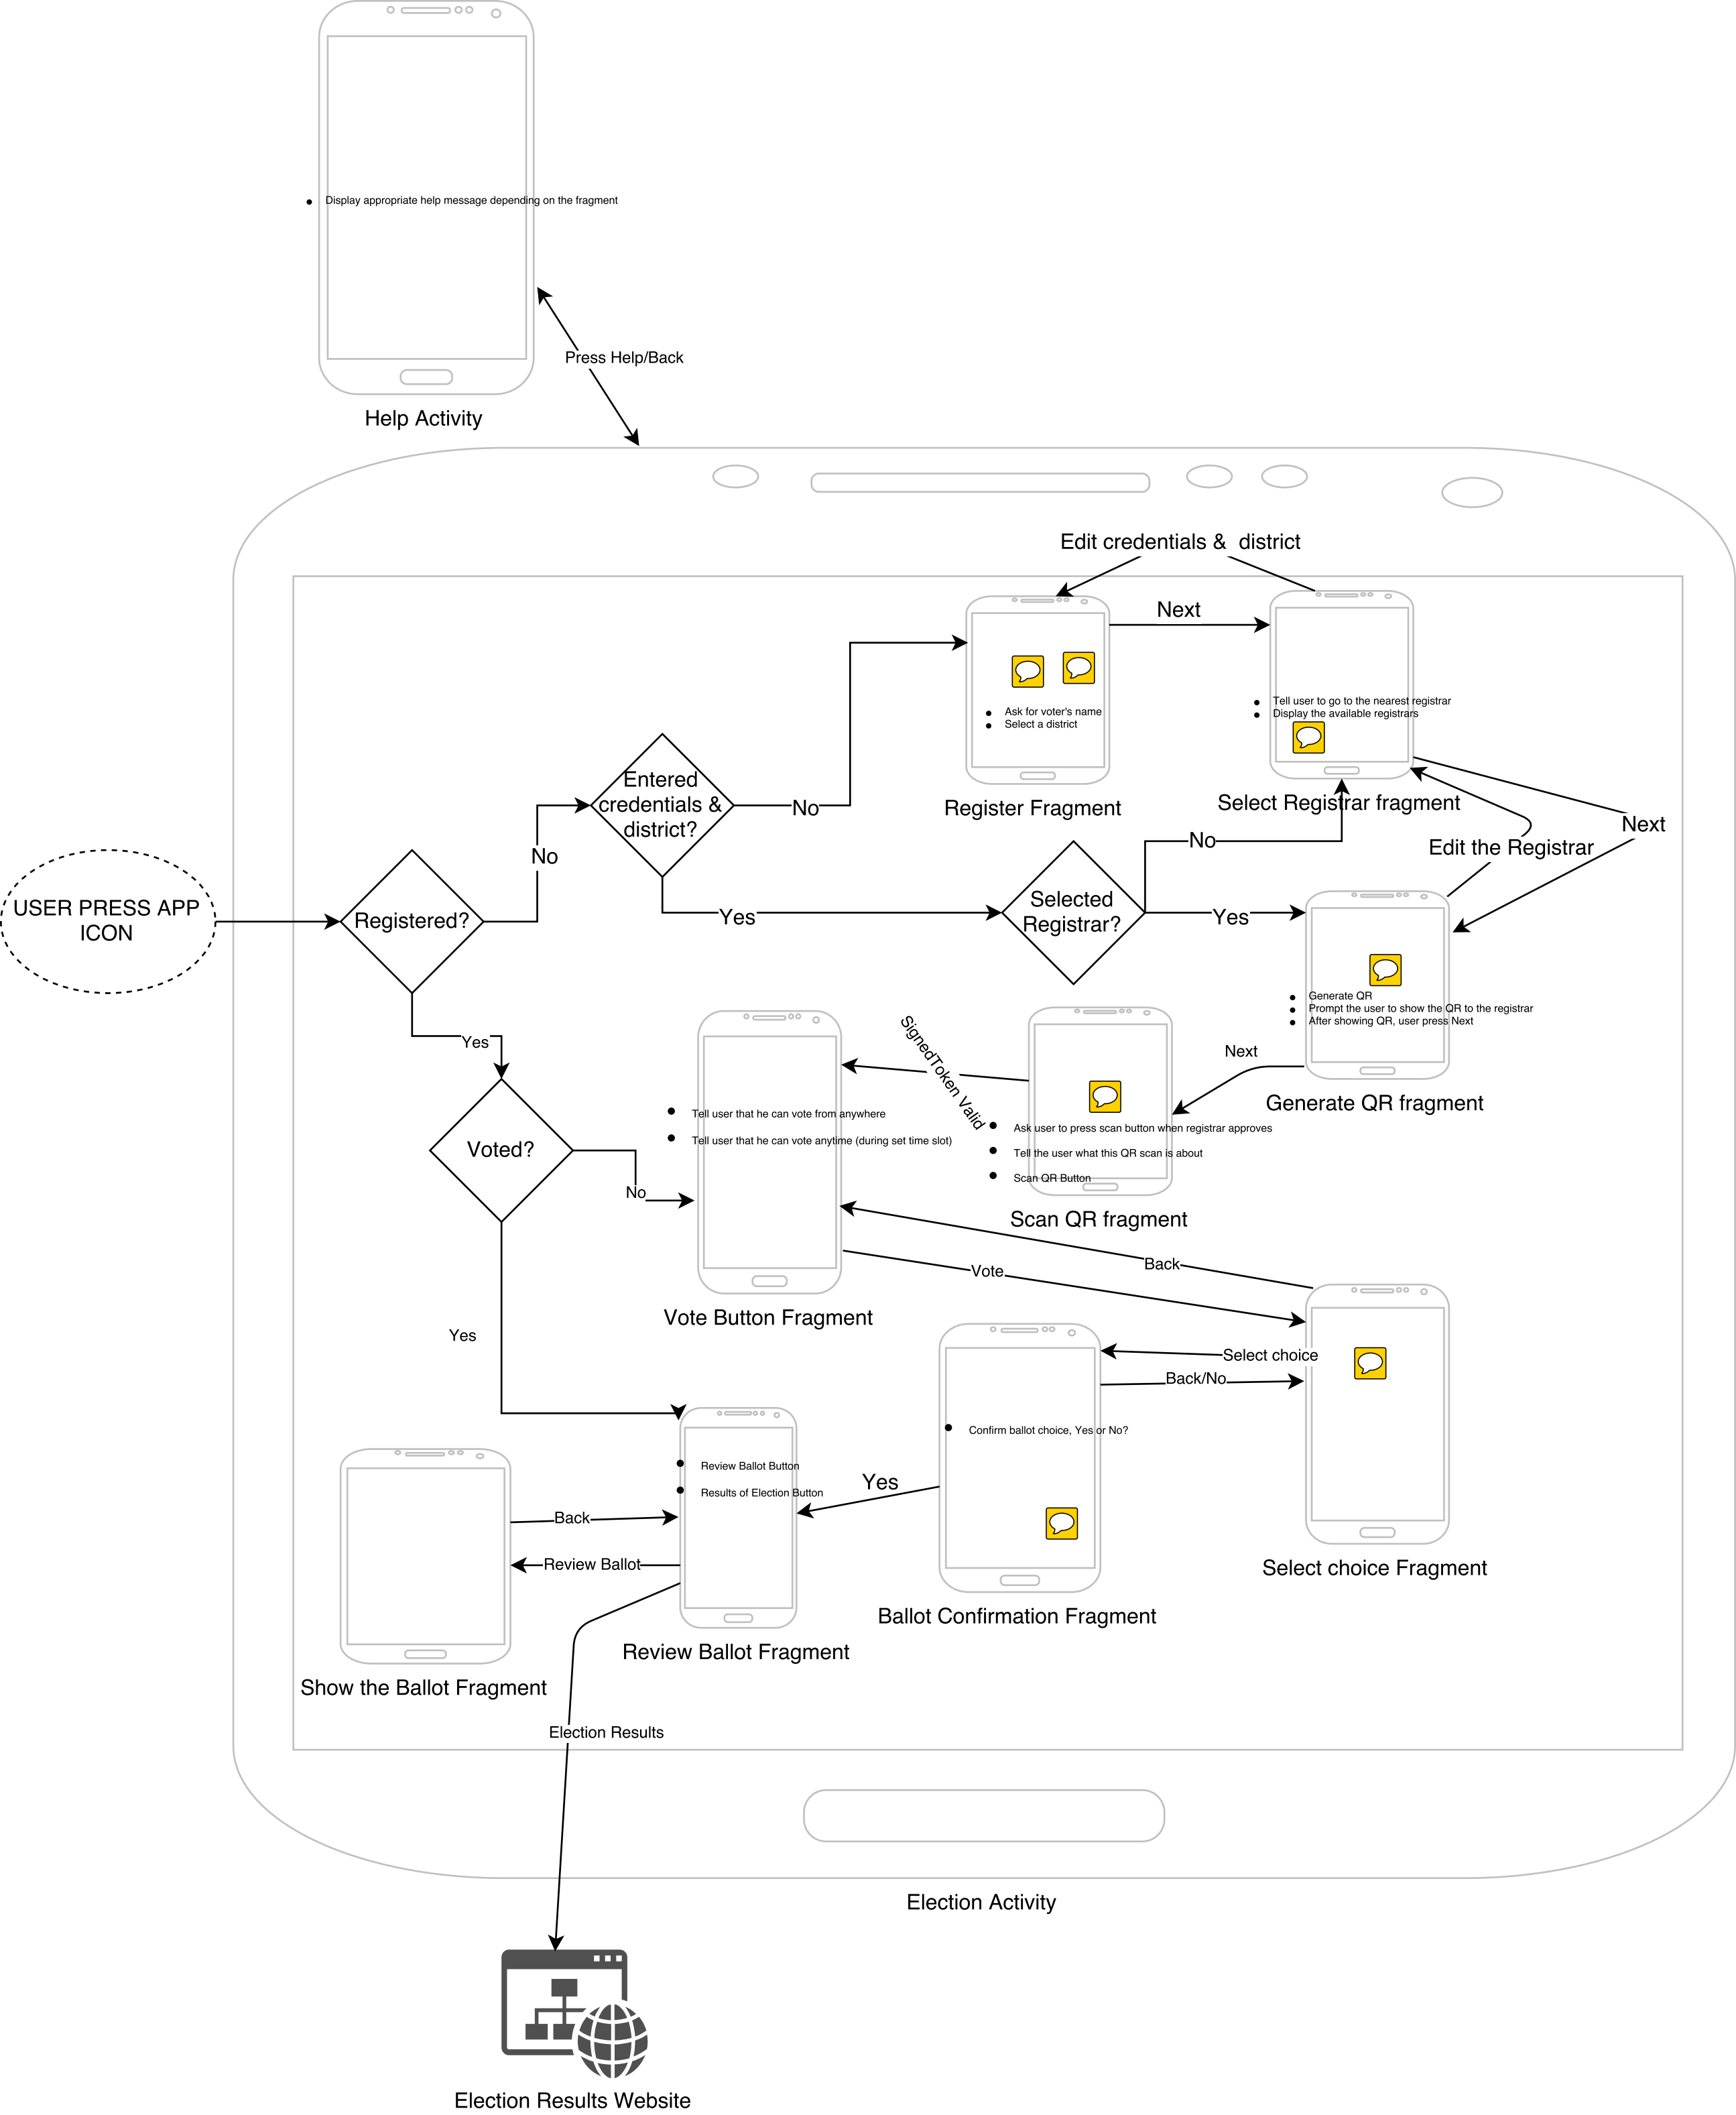 Display appropriate help message depending on the fragment
Press Help/Back
Help Activity
Edit credentials &  district
Next
Ask for voter's name
Select a district
Register Fragment
Tell user to go to the nearest registrar
Display the available registrars
Select Registrar fragment
Entered
credentials &
district?
No
No
No
Next
Edit the Registrar
USER PRESS APP
ICON
Registered?
Yes
Selected
Registrar?
Yes
Generate QR
Prompt the user to show the QR to the registrar
After showing QR, user press Next
Generate QR fragment
Next
Yes
SignedToken Valid
Ask user to press scan button when registrar approves
Tell the user what this QR scan is about
Scan QR Button
Scan QR fragment
Tell user that he can vote from anywhere
Tell user that he can vote anytime (during set time slot)
Voted?
No
Vote Button Fragment
Back
Vote
Yes
Select choice
Back/No
Select choice Fragment
Confirm ballot choice, Yes or No?
Ballot Confirmation Fragment
Yes
Review Ballot Button
Results of Election Button
Review Ballot Fragment
Back
Review Ballot
Show the Ballot Fragment
Election Results
Election Activity
Election Results Website